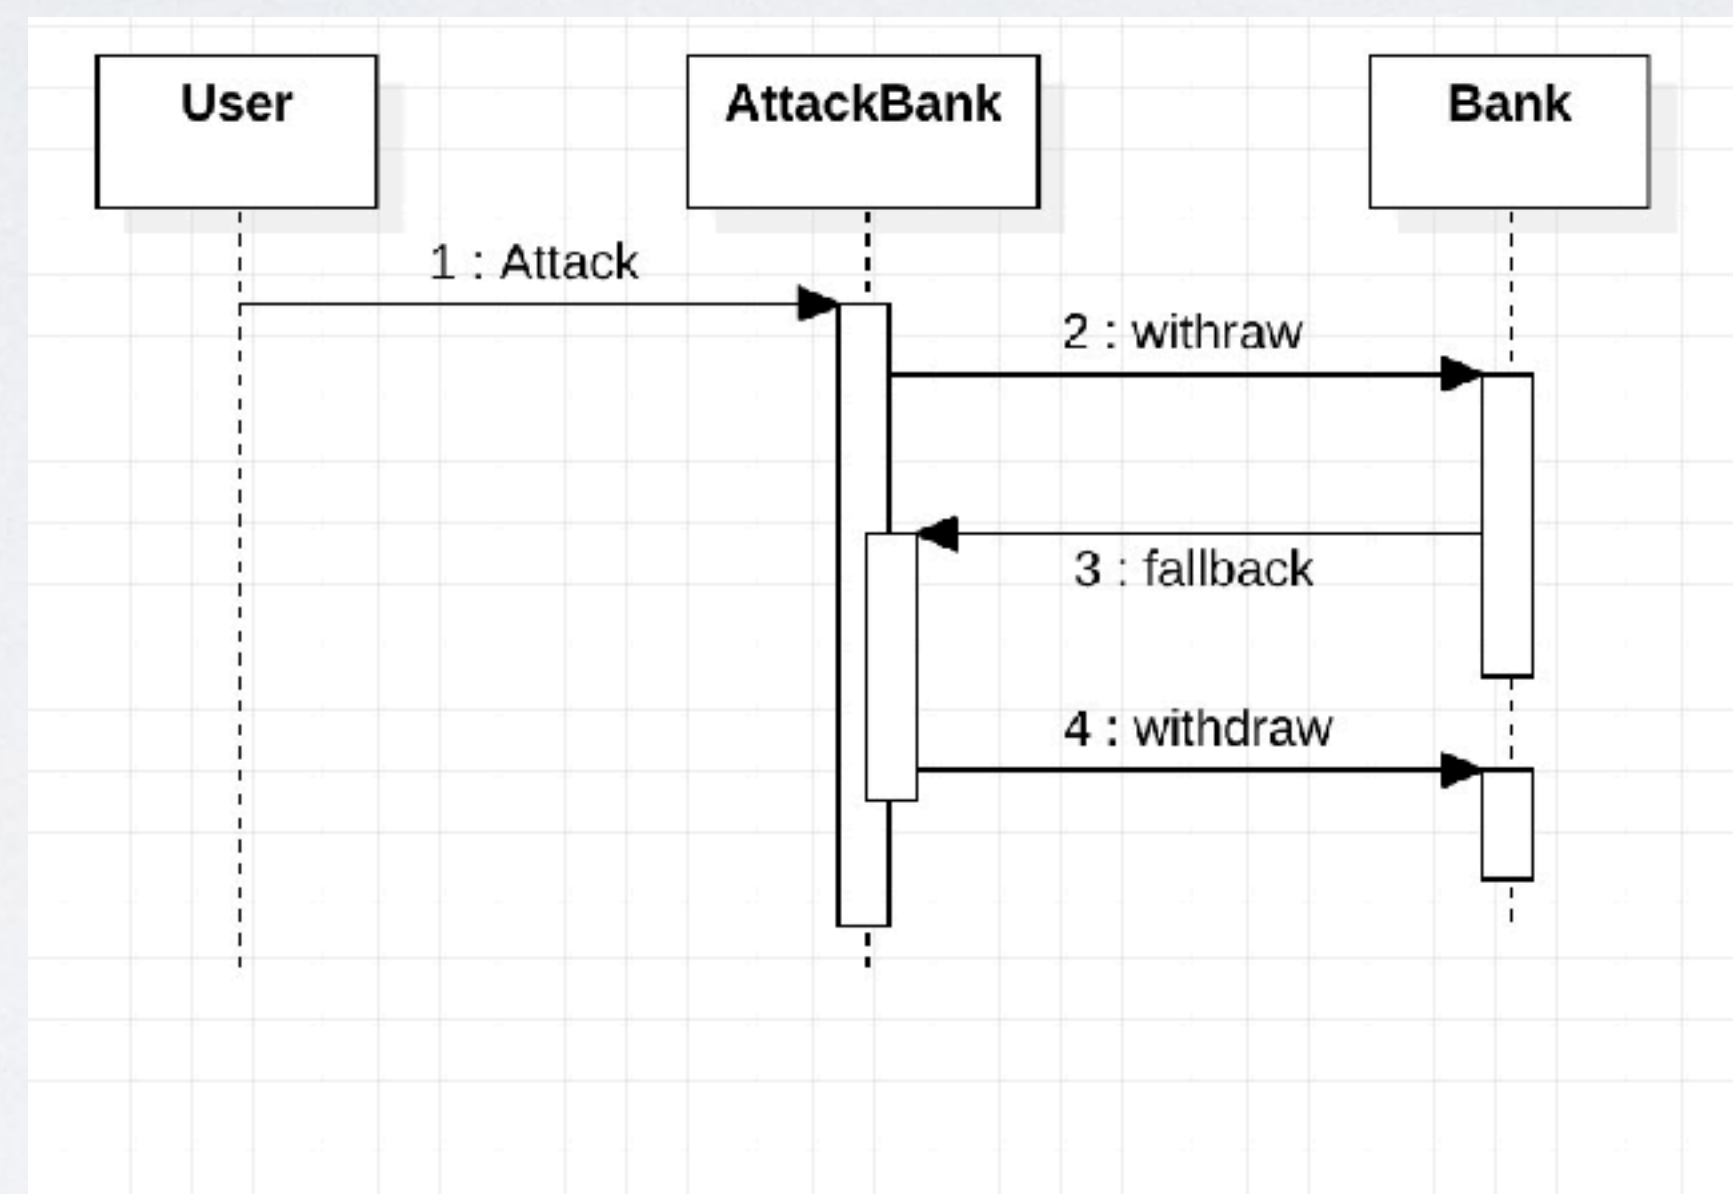 User
AttackBank
Bank
1 : Attack
2 : withraw
3 : fallback
4 : withdraw